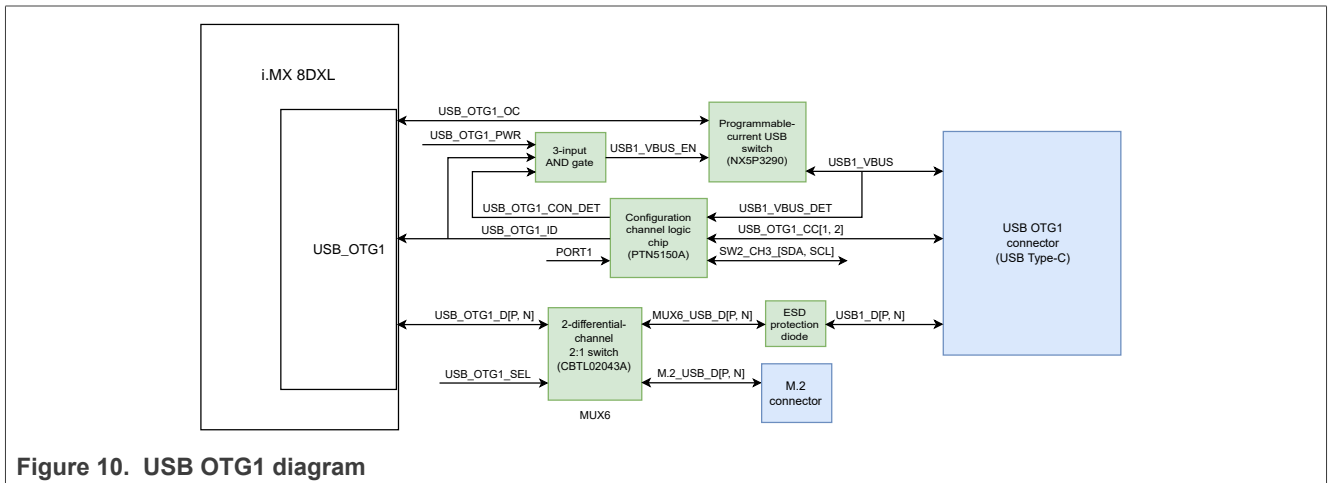 i.MX 8DXL
USB_OTG1
USB_OTG1_OC
USB_OTG1_PWR
3-input
AND gate
USB1_VBUS_EN
Programmable-
current USB
switch
(NX5P3290)
USB1_VBUS
USB_OTG1_CON_DET
USB_OTG1_ID
PORT1
Configuration
channel logic
chip
(PTN5150A)
USB1_VBUS_DET
USB_OTG1_CC[1, 2]
SW2_CH3_[SDA, SCL]
USB OTG1
connector
(USB Type-C)
USB_OTG1_D[P, N]
USB_OTG1_SEL
2-differential-
channel
2:1 switch
(CBTL02043A)
MUX6
MUX6_USB_D[P, N]
ESD
protection
diode
USB1_D[P, N]
M.2_USB_D[P, N]
M.2
connector
Figure 10. USB OTG1 diagram